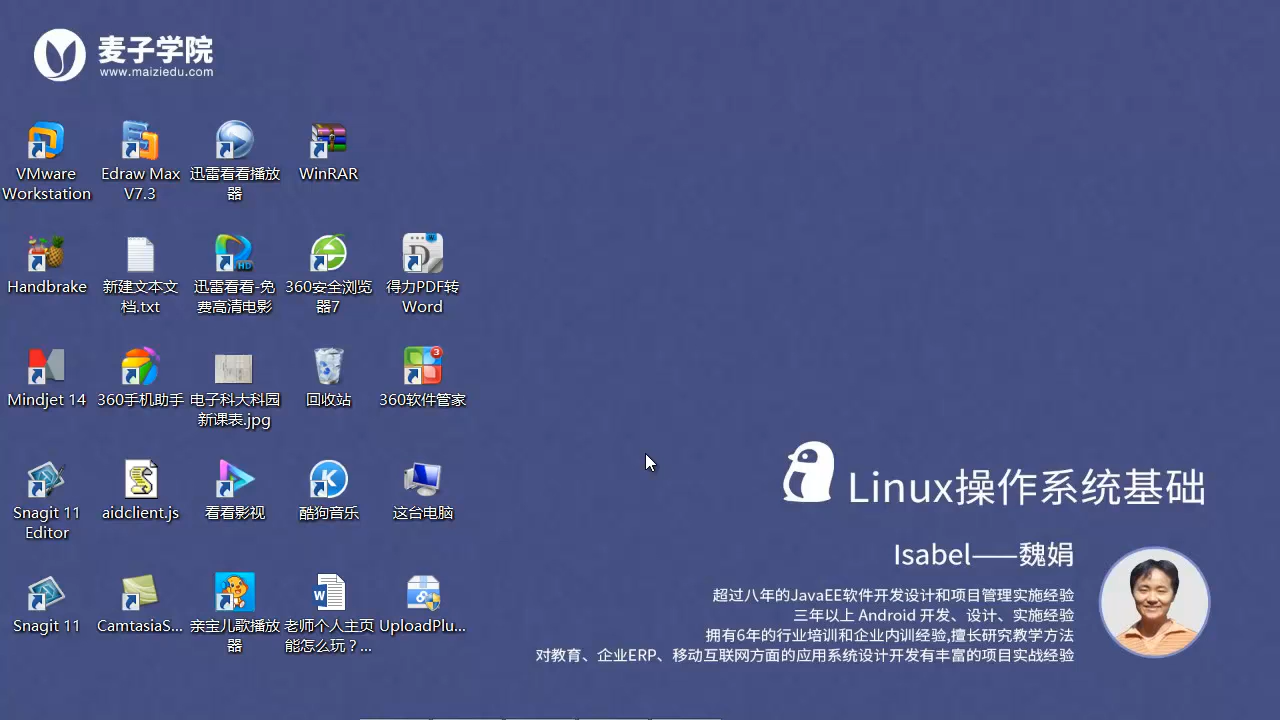 麦子学院
www.maiziedu.com
VMware
Workstation
Edraw Max
V7.3
迅雷看看播放
器
WinRAR
Handbrake
新建文本文
档.txt
迅雷看看-免
费高清电影
HD
360安全浏览
器7
得力PDF转
Word
D
W
Mindjet 14
360手机助手
电子科大科园
新课表.jpg
回收站
360软件管家
3
Snagit 11
Editor
aidclient.js
看看影视
酷狗音乐
K
这台电脑
Snagit 11
CamtasiaS...
亲宝儿歌播放
器
老师个人主页
能怎么玩？...
W
UploadPlu...
Linux操作系统基础
Isabel——魏娟
超过八年的JavaEE软件开发设计和项目管理实施经验
三年以上 Android 开发、设计、实施经验
拥有6年的行业培训和企业内训经验,擅长研究教学方法
对教育、企业ERP、移动互联网方面的应用系统设计开发有丰富的项目实战经验